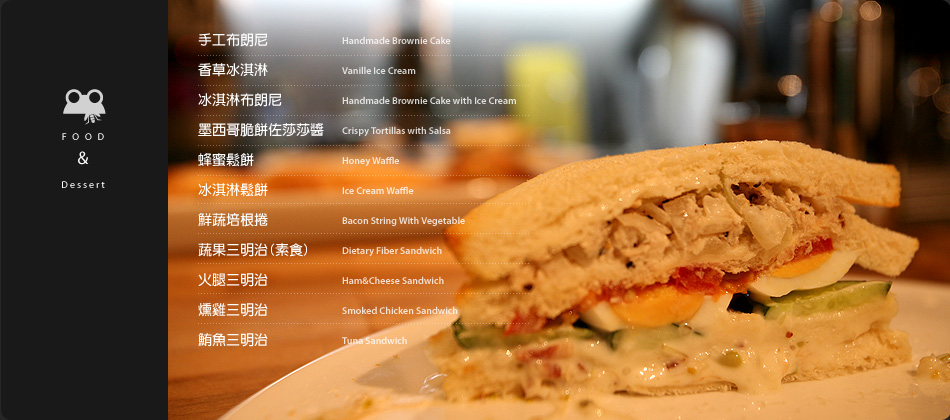 FOOD
&
Dessert
手工布朗尼 Handmade Brownie Cake
香草冰淇淋 Vanille Ice Cream
冰淇淋布朗尼 Handmade Brownie Cake with Ice Cream
墨西哥脆餅佐莎莎醬 Crispy Tortillas with Salsa
蜂蜜鬆餅 Honey Waffle
冰淇淋鬆餅 Ice Cream Waffle
鮮蔬培根捲 Bacon String With Vegetable
蔬果三明治(素食) Dietary Fiber Sandwich
火腿三明治 Ham&Cheese Sandwich
燻雞三明治 Smoked Chicken Sandwich
鮪魚三明治 Tuna Sandwich